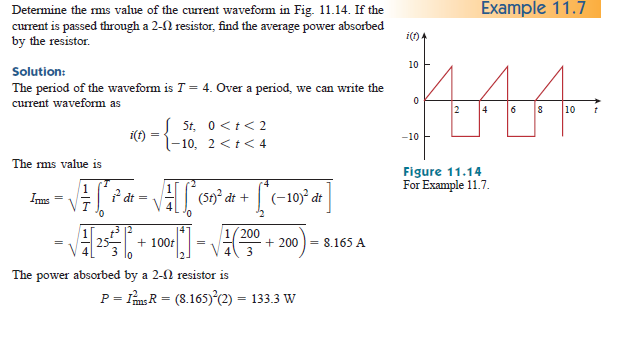 Determine the rms value of the current waveform in Fig. 11.14. If the
current is passed through a 2-Ω resistor, find the average power absorbed
by the resistor.
Solution:
The period of the waveform is T = 4. Over a period, we can write the
current waveform as
i(t) = { 5t, 0 < t < 2
−10, 2 < t < 4
The rms value is
I_rms = √(1/T ∫₀ᵀ i² dt) = √(1/4 [∫₀² (5t)² dt + ∫₂⁴ (−10)² dt])
= √(1/4 [25 t³/3 |₀² + 100t |₂⁴]) = √(1/4 (200/3 + 200)) = 8.165 A
The power absorbed by a 2-Ω resistor is
P = I²_rms R = (8.165)²(2) = 133.3 W
Example 11.7
i(t)
10
0
2 4 6 8 10 t
−10
Figure 11.14
For Example 11.7.